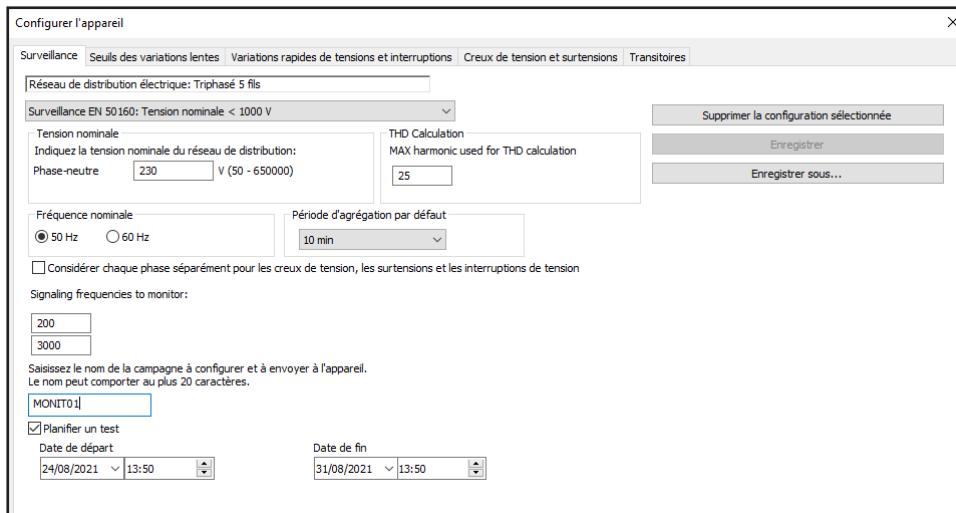 Configurer l'appareil
Surveillance Seuils des variations lentes Variations rapides de tensions et interruptions Creux de tension et surtensions Transitoires
Réseau de distribution électrique: Triphasé 5 fils
Surveillance EN 50160: Tension nominale < 1000 V
Supprimer la configuration sélectionnée
Enregistrer
Enregistrer sous...
Tension nominale
Indiquez la tension nominale du réseau de distribution:
Phase-neutre 230 V (50 - 650000)
THD Calculation
MAX harmonic used for THD calculation
25
Fréquence nominale
50 Hz 60 Hz
Période d'agrégation par défaut
10 min
Considérer chaque phase séparément pour les creux de tension, les surtensions et les interruptions de tension
Signaling frequencies to monitor:
200
3000
Saisissez le nom de la campagne à configurer et à envoyer à l'appareil.
Le nom peut comporter au plus 20 caractères.
MONIT01
Planifier un test
Date de départ
24/08/2021 13:50
Date de fin
31/08/2021 13:50